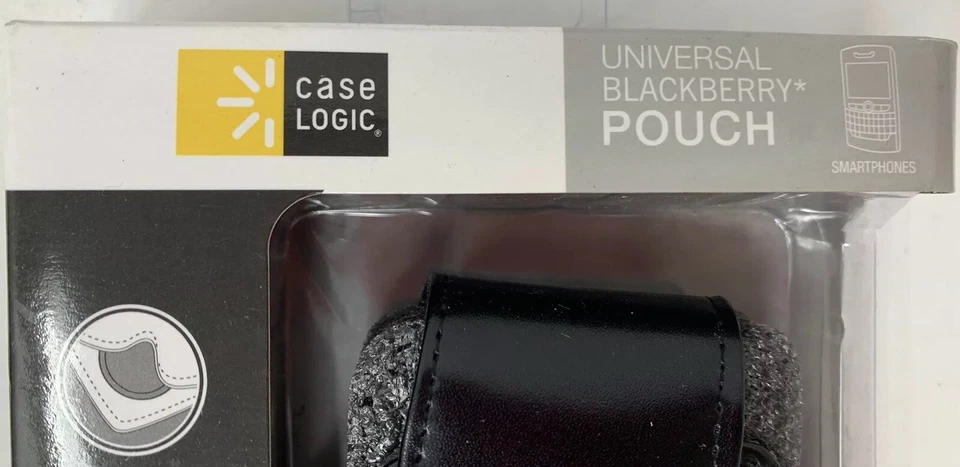 case
LOGIC®
UNIVERSAL
BLACKBERRY*
POUCH
SMARTPHONES